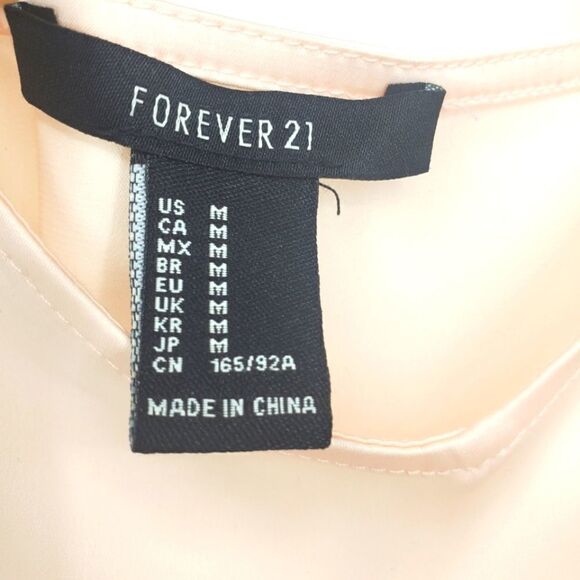 FOREVER 21
US M
CA M
MX M
BR M
EU M
UK M
KR M
JP M
CN 165/92A
MADE IN CHINA